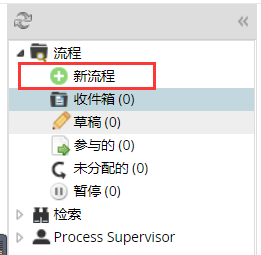 流程
新流程
收件箱 (0)
草稿 (0)
参与的 (0)
未分配的 (0)
暂停 (0)
检索
Process Supervisor